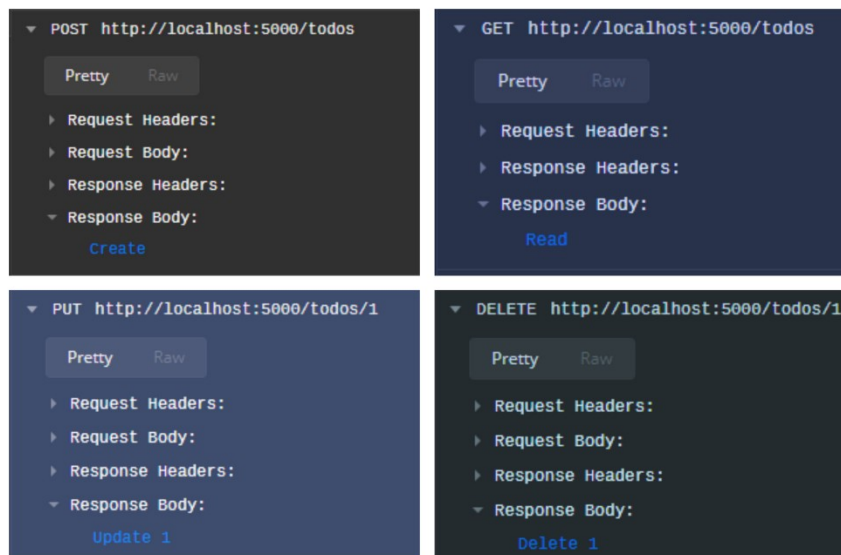 POST http://localhost:5000/todos
Pretty Raw
Request Headers:
Request Body:
Response Headers:
Response Body:
Create
GET http://localhost:5000/todos
Pretty Raw
Request Headers:
Response Headers:
Response Body:
Read
PUT http://localhost:5000/todos/1
Pretty Raw
Request Headers:
Request Body:
Response Headers:
Response Body:
Update 1
DELETE http://localhost:5000/todos/1
Pretty Raw
Request Headers:
Request Body:
Response Headers:
Response Body:
Delete 1